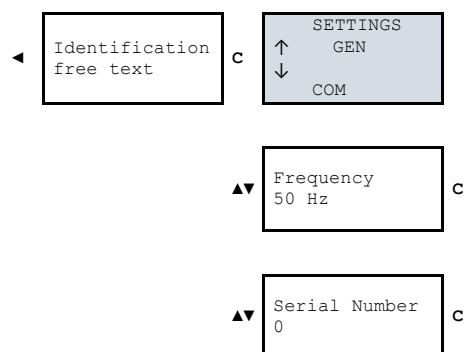 SETTINGS
◄ Identification C ↑ GEN
free text ↓
COM
▲▼ Frequency C
50 Hz
▲▼ Serial Number C
0